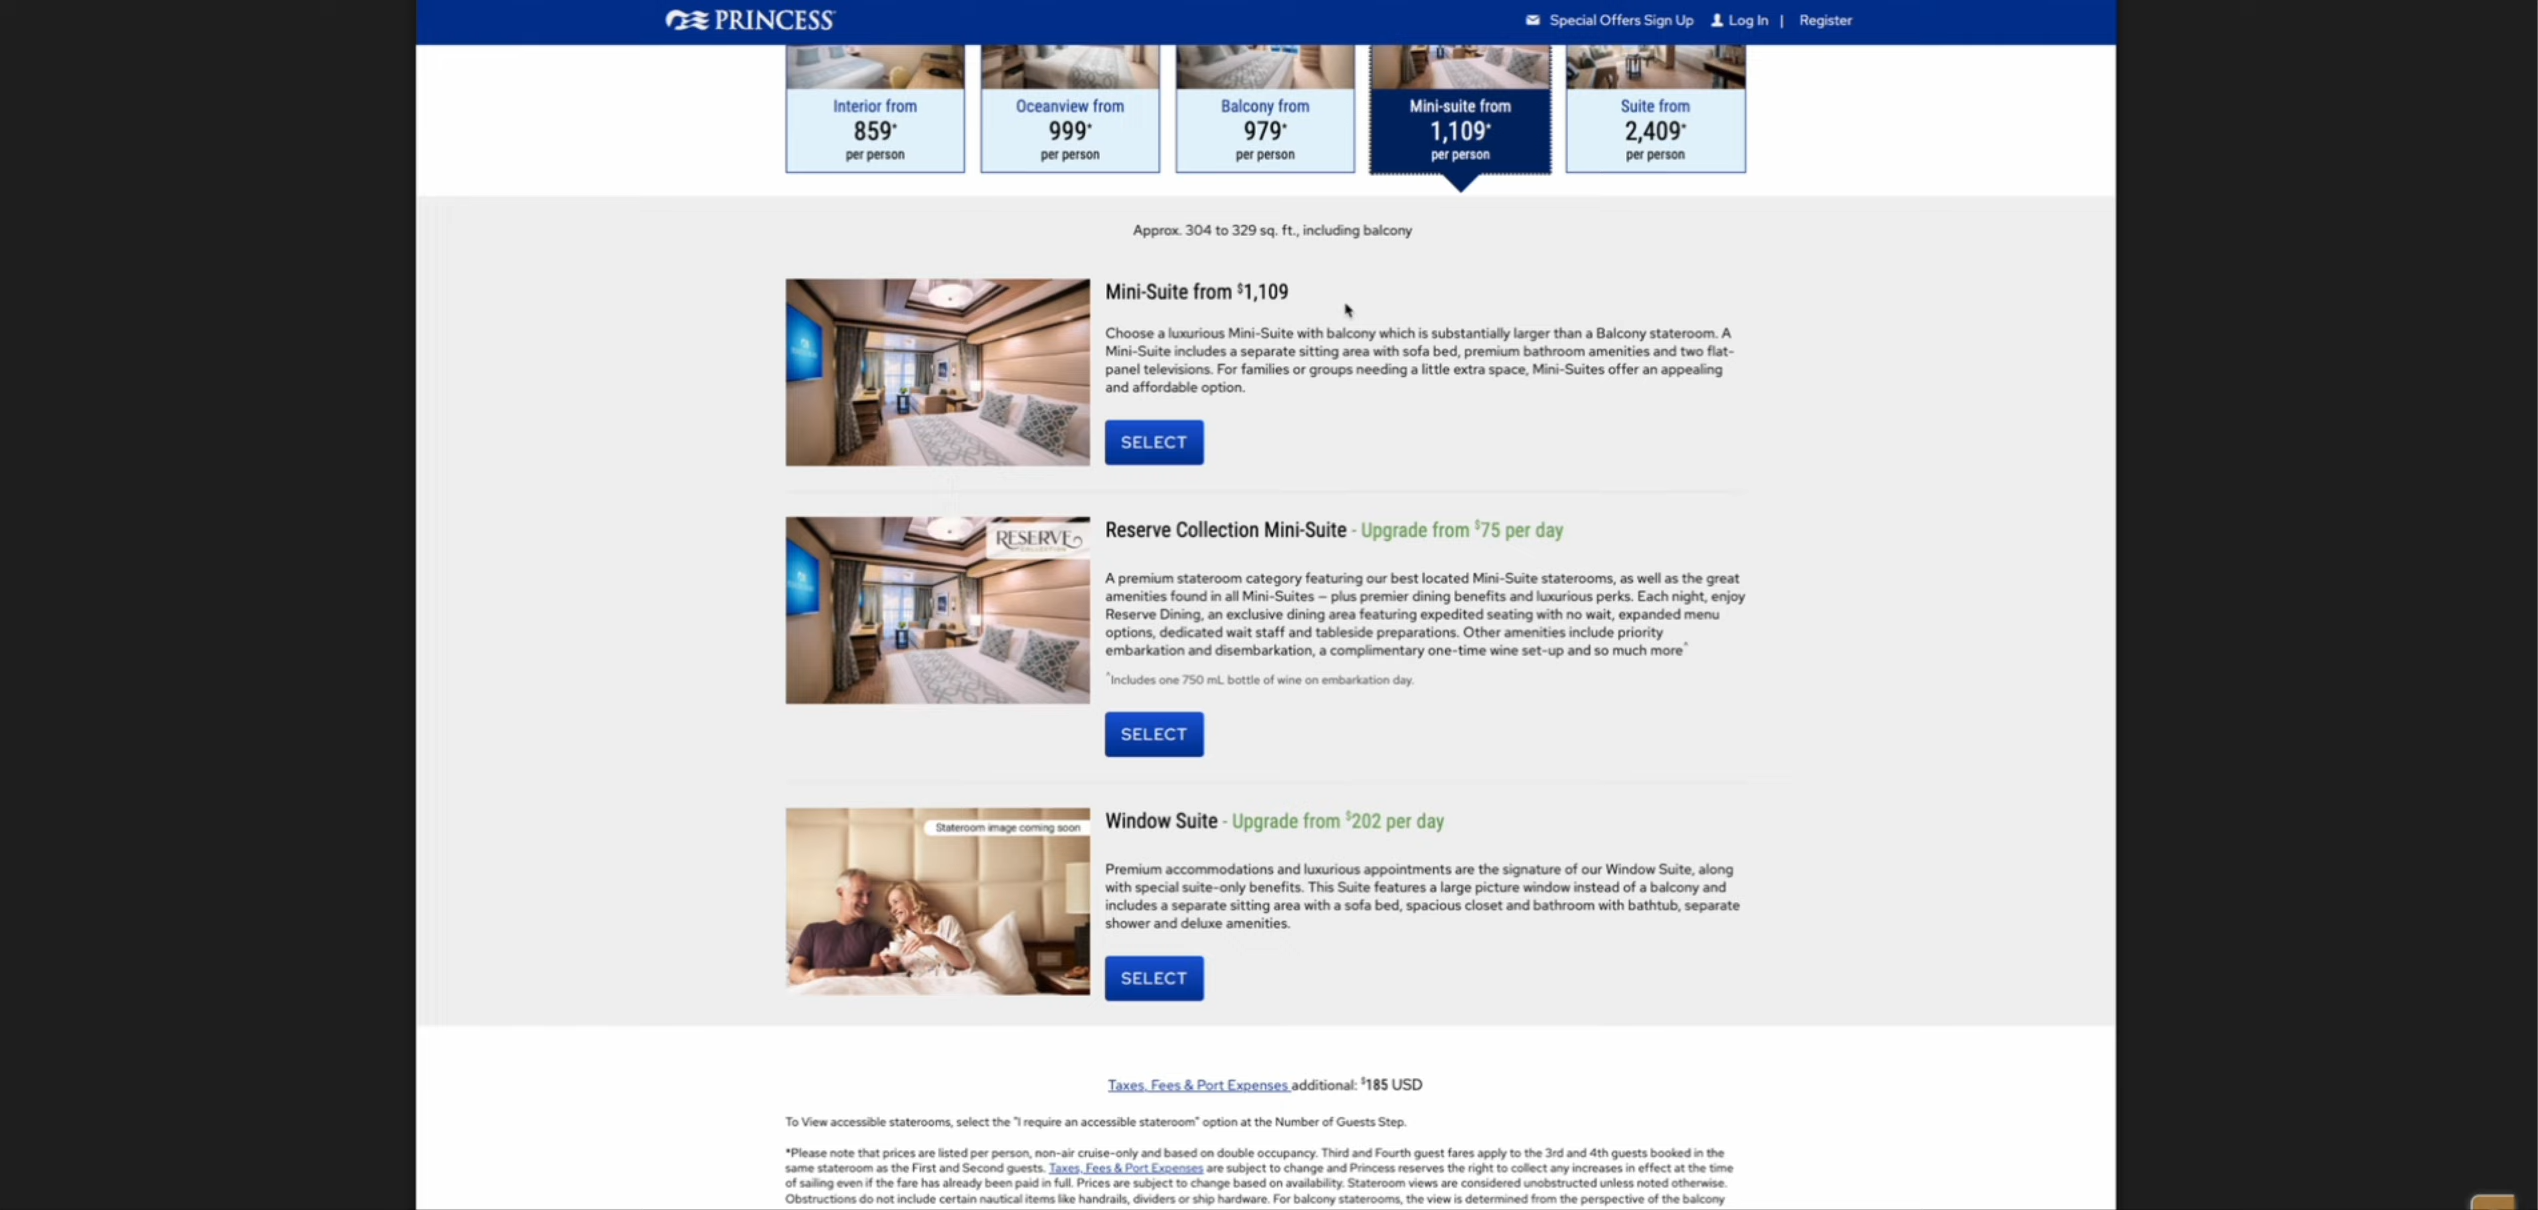 PRINCESS
Special Offers Sign Up Log In | Register
Interior from
859*
per person
Oceanview from
999*
per person
Balcony from
979*
per person
Mini-suite from
1,109*
per person
Suite from
2,409*
per person
Approx. 304 to 329 sq. ft., including balcony
Mini-Suite from $1,109
Choose a luxurious Mini-Suite with balcony which is substantially larger than a Balcony stateroom. A
Mini-Suite includes a separate sitting area with sofa bed, premium bathroom amenities and two flat-
panel televisions. For families or groups needing a little extra space, Mini-Suites offer an appealing
and affordable option.
SELECT
RESERVE
COLLECTION
Reserve Collection Mini-Suite - Upgrade from $75 per day
A premium stateroom category featuring our best located Mini-Suite staterooms, as well as the great
amenities found in all Mini-Suites – plus premier dining benefits and luxurious perks. Each night, enjoy
Reserve Dining, an exclusive dining area featuring expedited seating with no wait, expanded menu
options, dedicated wait staff and tableside preparations. Other amenities include priority
embarkation and disembarkation, a complimentary one-time wine set-up and so much more^
^Includes one 750 mL bottle of wine on embarkation day.
SELECT
Stateroom image coming soon
Window Suite - Upgrade from $202 per day
Premium accommodations and luxurious appointments are the signature of our Window Suite, along
with special suite-only benefits. This Suite features a large picture window instead of a balcony and
includes a separate sitting area with a sofa bed, spacious closet and bathroom with bathtub, separate
shower and deluxe amenities.
SELECT
Taxes, Fees & Port Expenses additional: $185 USD
To View accessible staterooms, select the "I require an accessible stateroom" option at the Number of Guests Step.
*Please note that prices are listed per person, non-air cruise-only and based on double occupancy. Third and Fourth guest fares apply to the 3rd and 4th guests booked in the
same stateroom as the First and Second guests. Taxes, Fees & Port Expenses are subject to change and Princess reserves the right to collect any increases in effect at the time
of sailing even if the fare has already been paid in full. Prices are subject to change based on availability. Stateroom views are considered unobstructed unless noted otherwise.
Obstructions do not include certain nautical items like handrails, dividers or ship hardware. For balcony staterooms, the view is determined from the perspective of the balcony